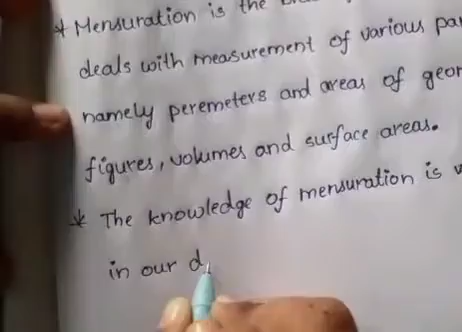 * Mensuration is the
deals with measurement of various
namely peremeters and areas of
figures, volumes and surface areas.
* The knowledge of mensuration is
in our d